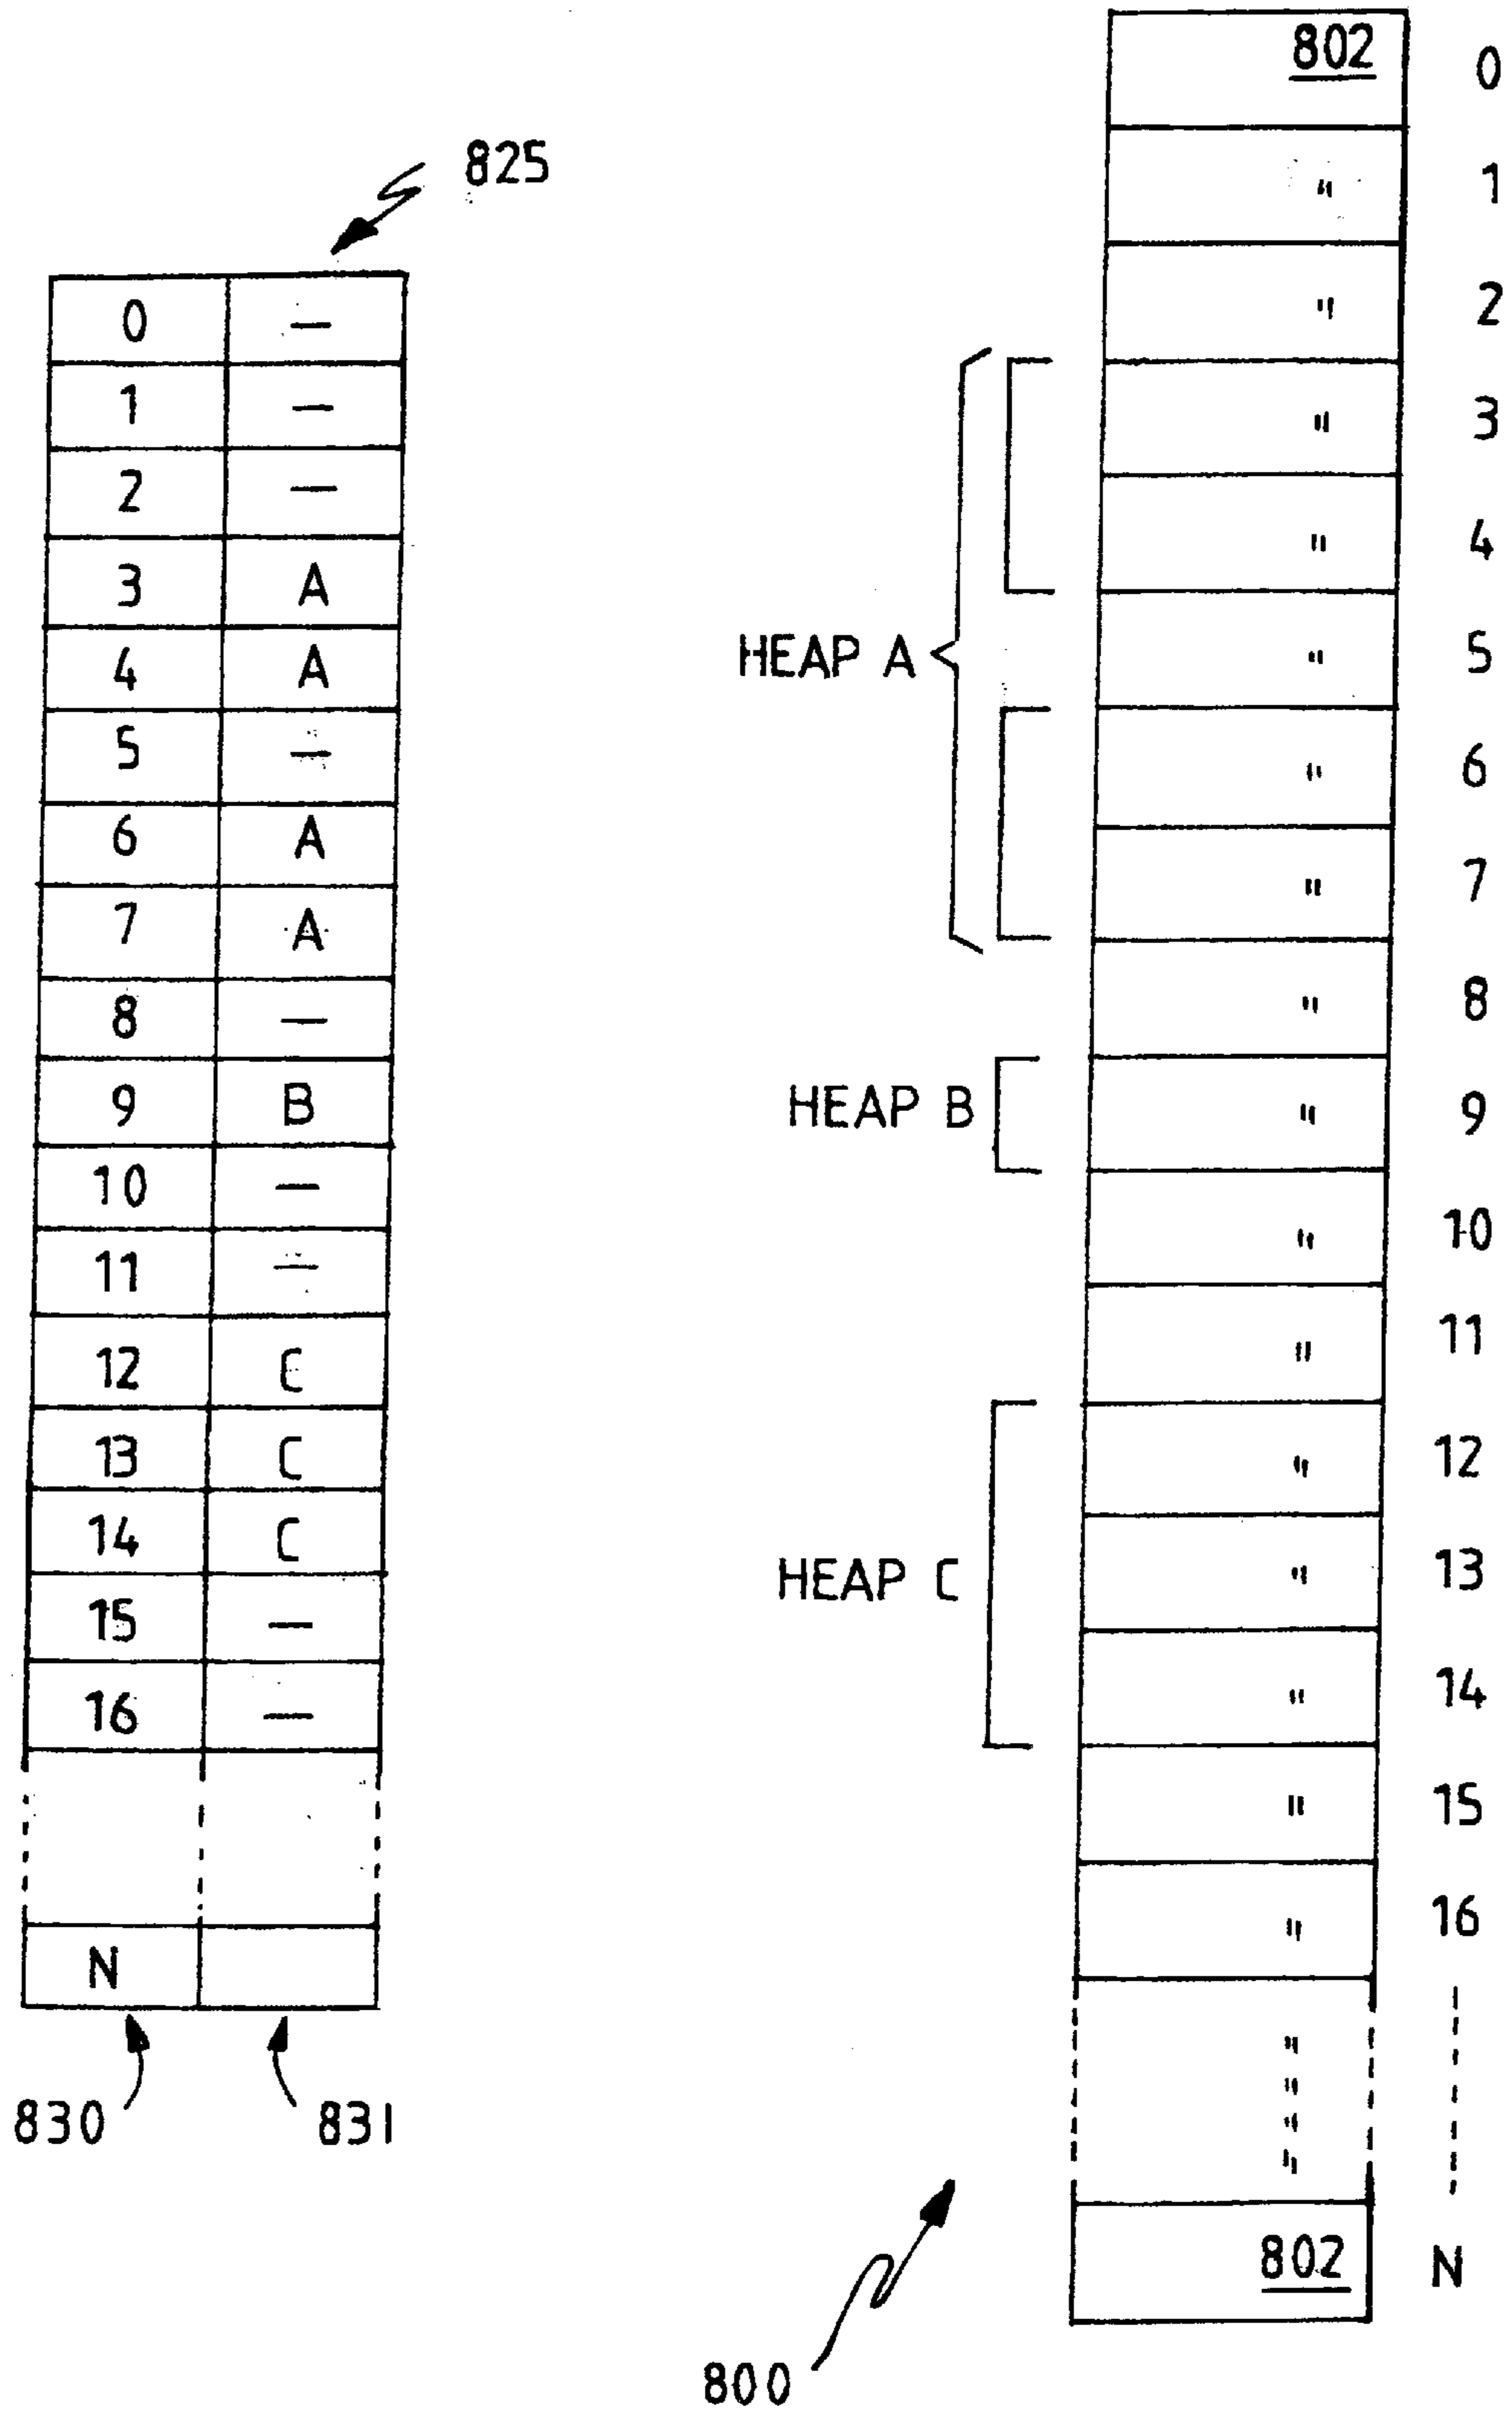 825
0 —
1 —
2 —
3 A
4 A
5 —
6 A
7 A
8 —
9 B
10 —
11 —
12 C
13 C
14 C
15 —
16 —
N
830
831
HEAP A
HEAP B
HEAP C
802 0
" 1
" 2
" 3
" 4
" 5
" 6
" 7
" 8
" 9
" 10
" 11
" 12
" 13
" 14
" 15
" 16
"
"
"
"
802 N
800